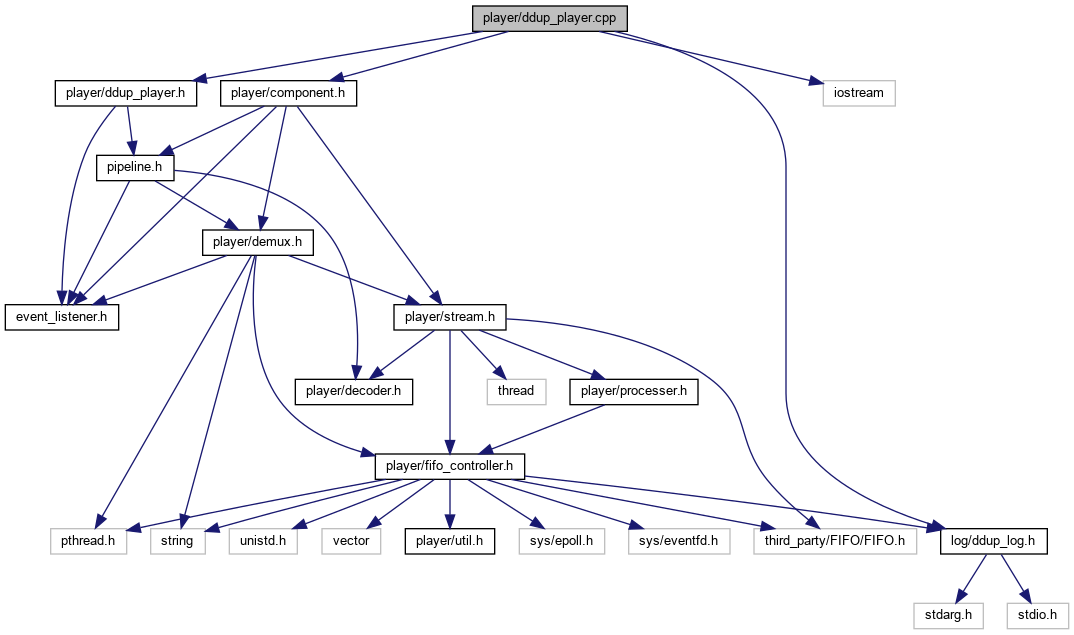 player/ddup_player.cpp
player/ddup_player.h
player/component.h
iostream
pipeline.h
player/demux.h
event_listener.h
player/stream.h
player/decoder.h
thread
player/processer.h
player/fifo_controller.h
pthread.h
string
unistd.h
vector
player/util.h
sys/epoll.h
sys/eventfd.h
third_party/FIFO/FIFO.h
log/ddup_log.h
stdarg.h
stdio.h